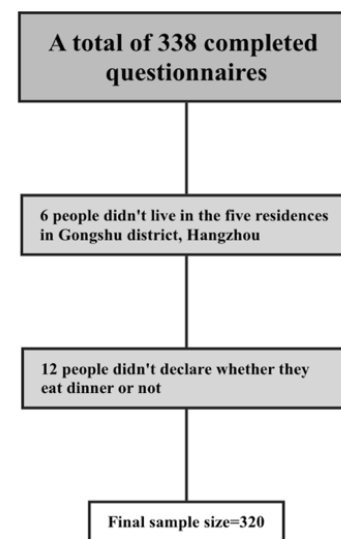 A total of 338 completed
questionnaires
6 people didn't live in the five residences
in Gongshu district, Hangzhou
12 people didn't declare whether they
eat dinner or not
Final sample size=320